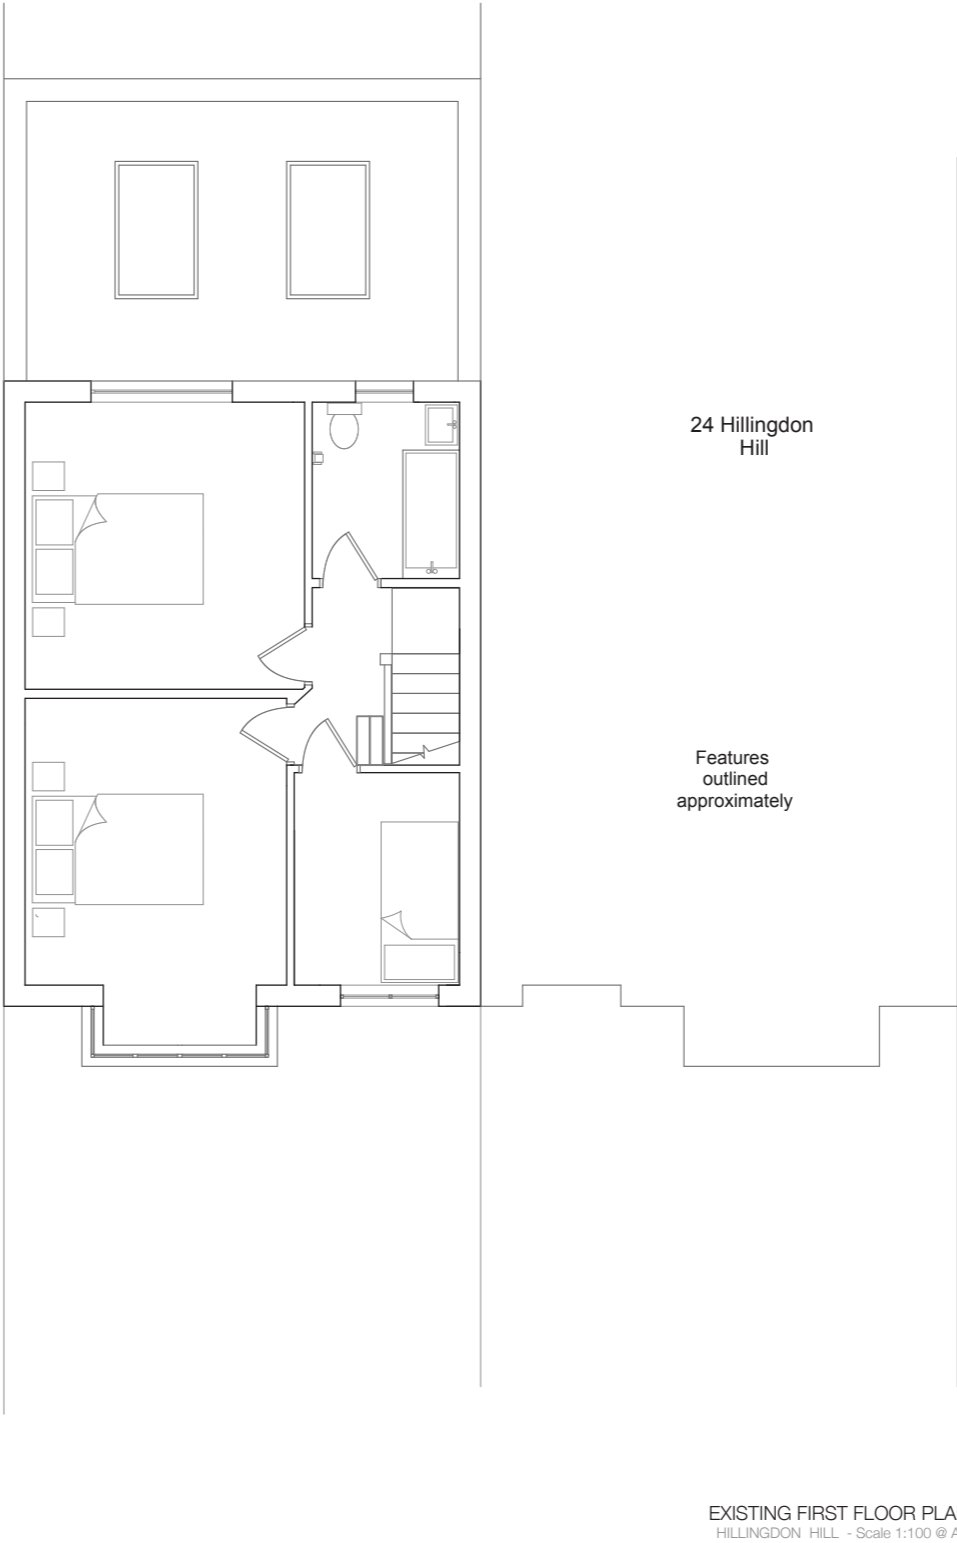 24 Hillingdon
Hill
Features
outlined
approximately
EXISTING FIRST FLOOR PLA
HILLINGDON HILL - Scale 1:100 @ A